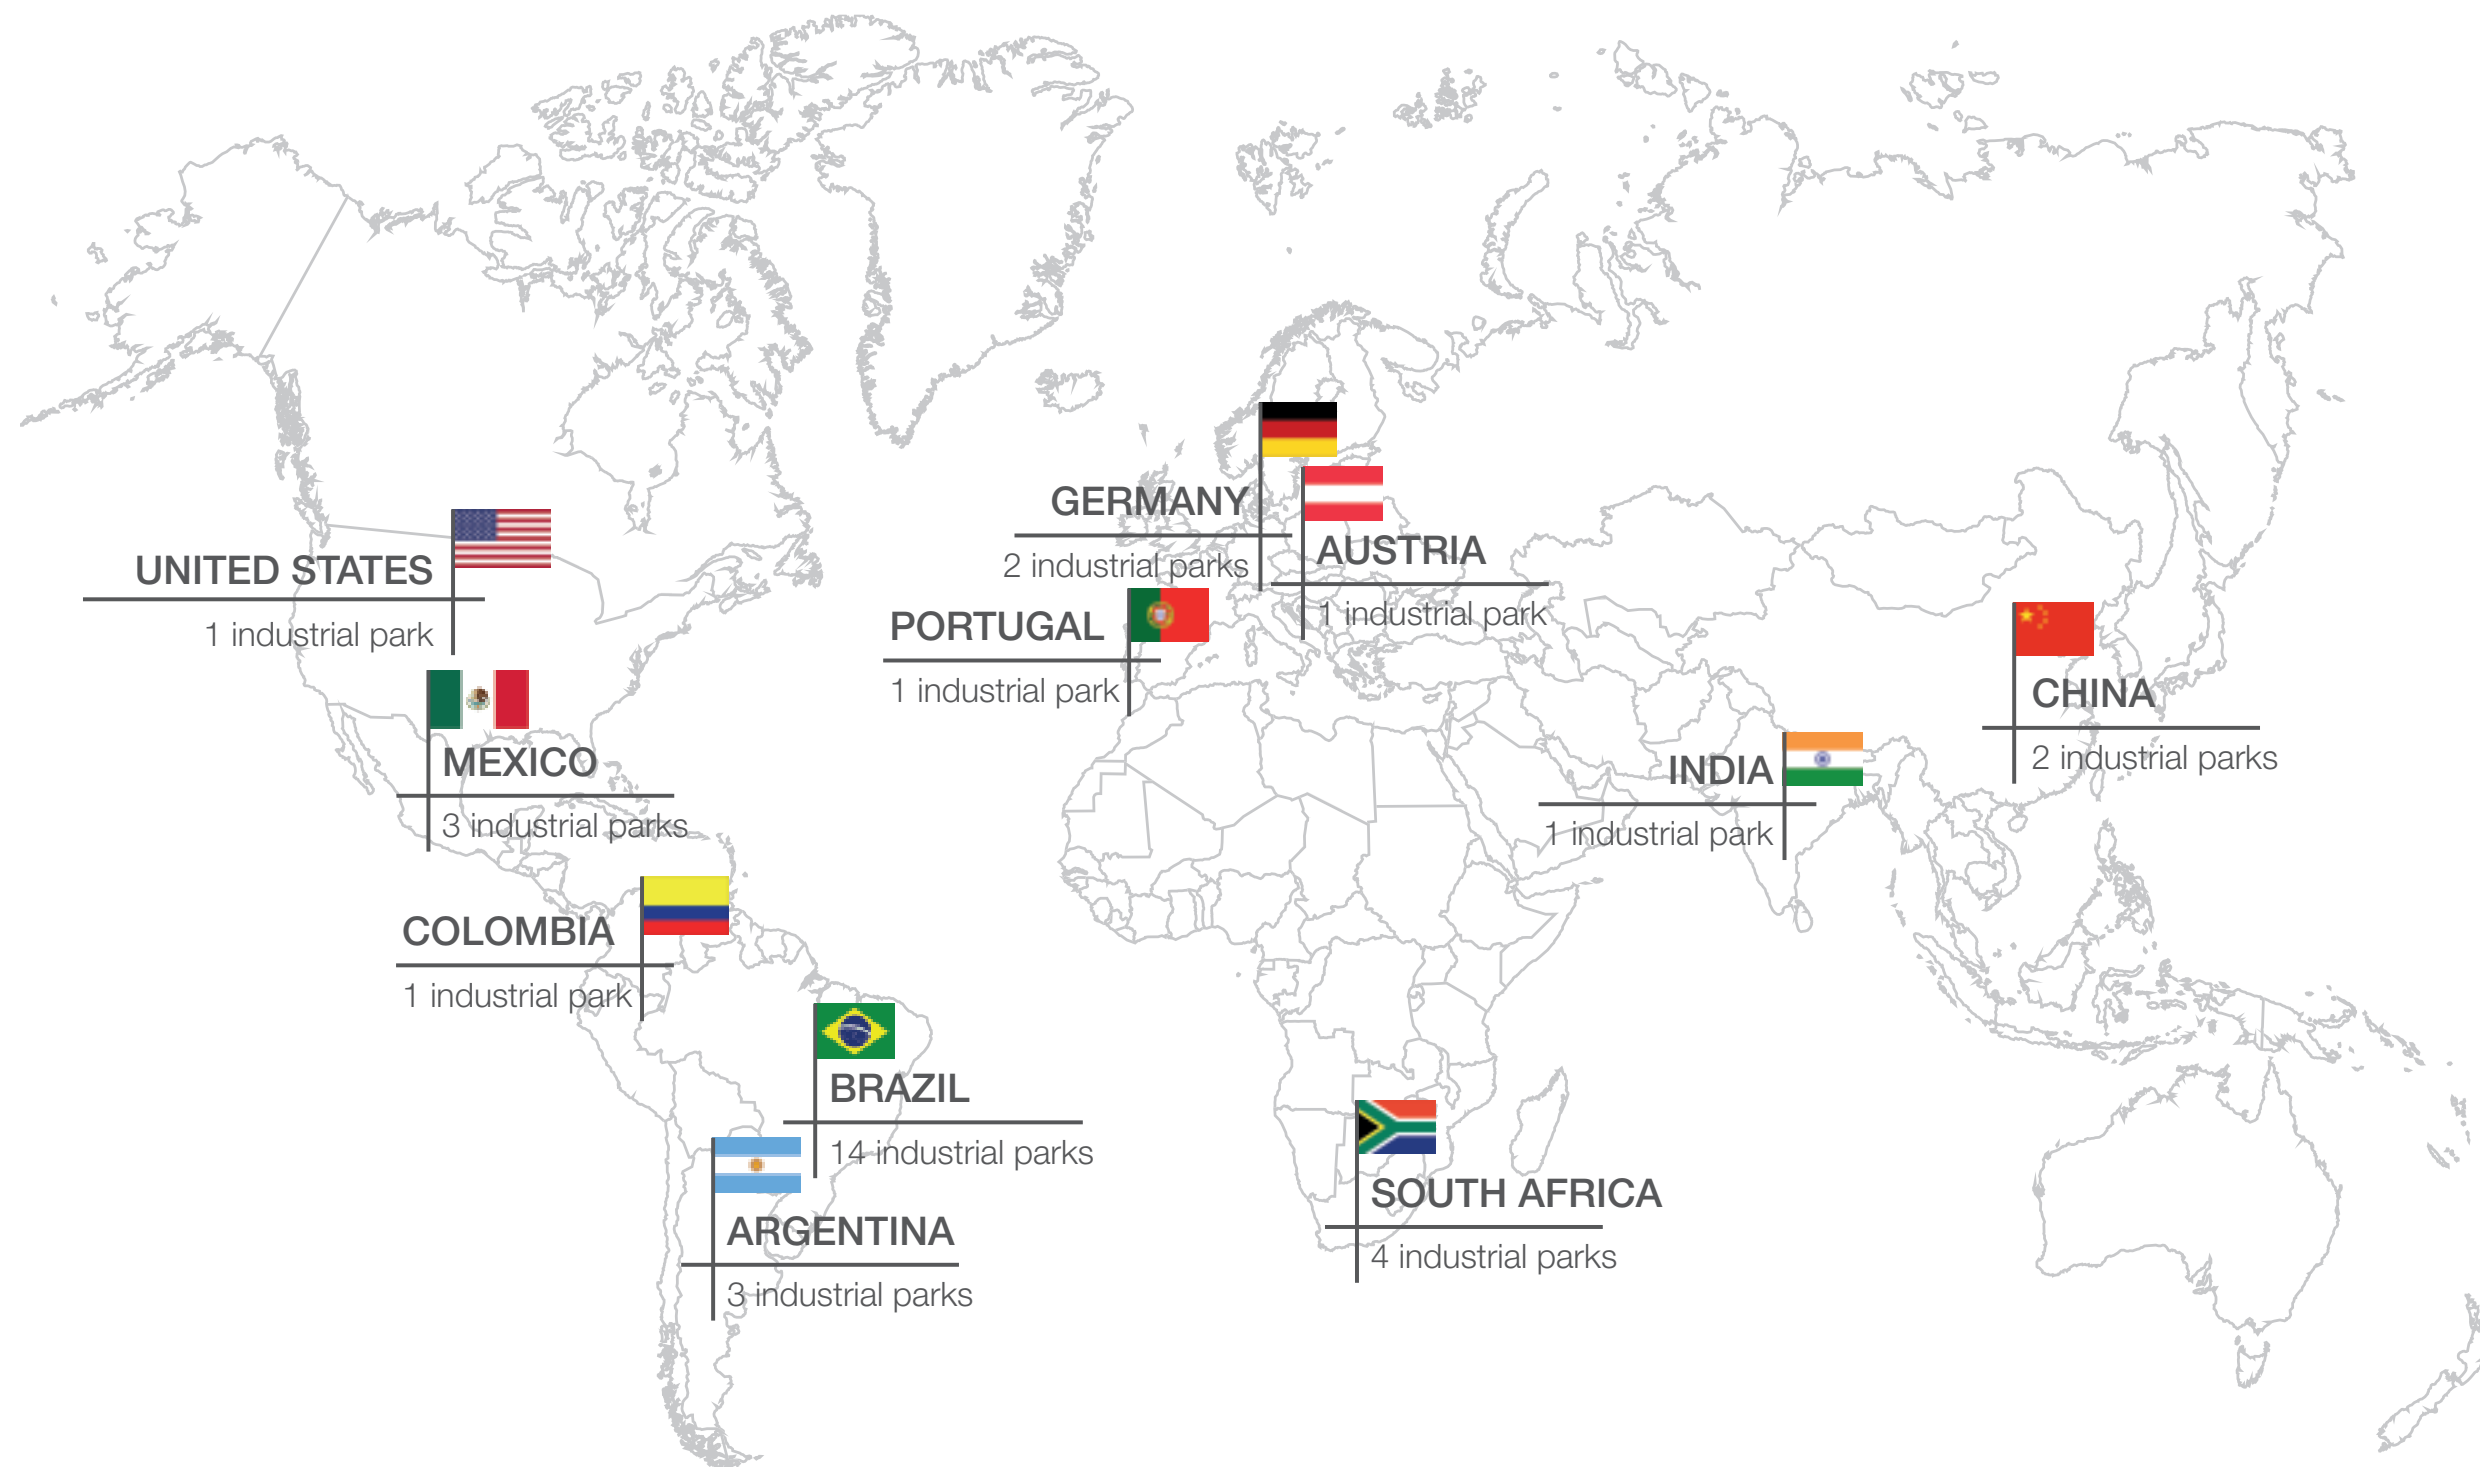 GERMANY
2 industrial parks
AUSTRIA
1 industrial park
UNITED STATES
1 industrial park
PORTUGAL
1 industrial park
CHINA
2 industrial parks
MEXICO
3 industrial parks
INDIA
1 industrial park
COLOMBIA
1 industrial park
BRAZIL
14 industrial parks
SOUTH AFRICA
4 industrial parks
ARGENTINA
3 industrial parks